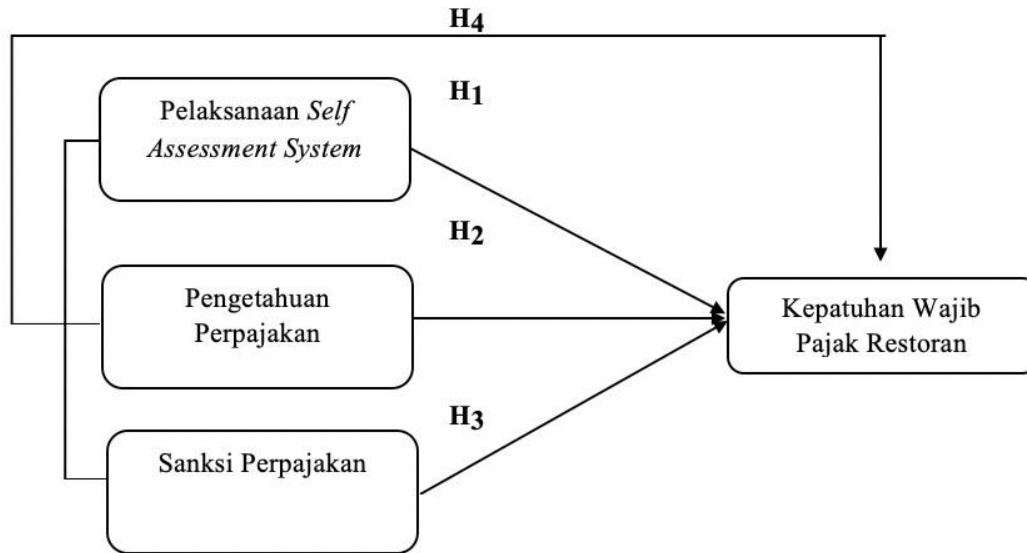 H4
H1
Pelaksanaan Self
Assessment System
H2
Pengetahuan
Perpajakan
Kepatuhan Wajib
Pajak Restoran
H3
Sanksi Perpajakan